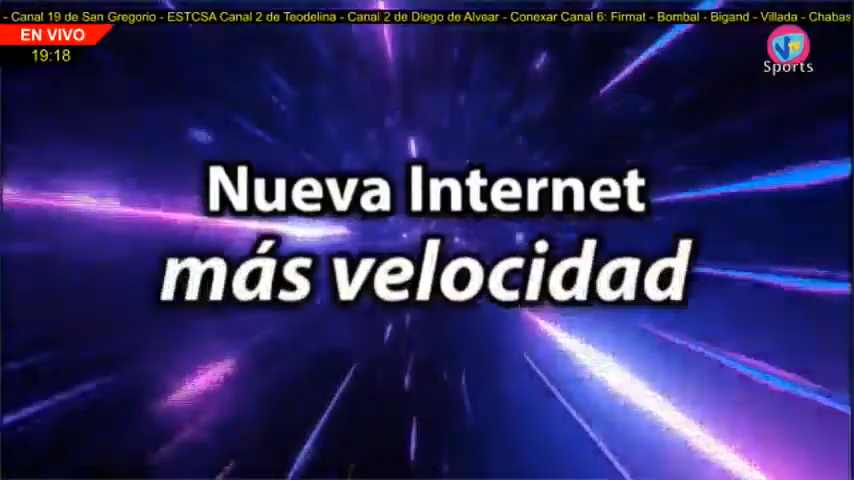 - Canal 19 de San Gregorio - ESTCSA Canal 2 de Teodelina - Canal 2 de Diego de Alvear - Conexar Canal 6: Firmat - Bombal - Bigand - Villada - Chabas
EN VIVO
19:18
Sports
Nueva Internet
más velocidad